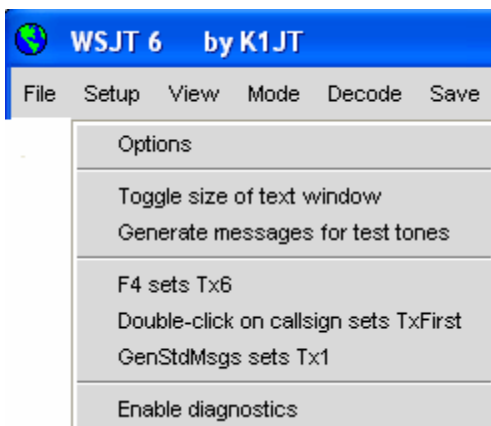 WSJT 6 by K1JT
File Setup View Mode Decode Save
Options
Toggle size of text window
Generate messages for test tones
F4 sets Tx6
Double-click on callsign sets TxFirst
GenStdMsgs sets Tx1
Enable diagnostics